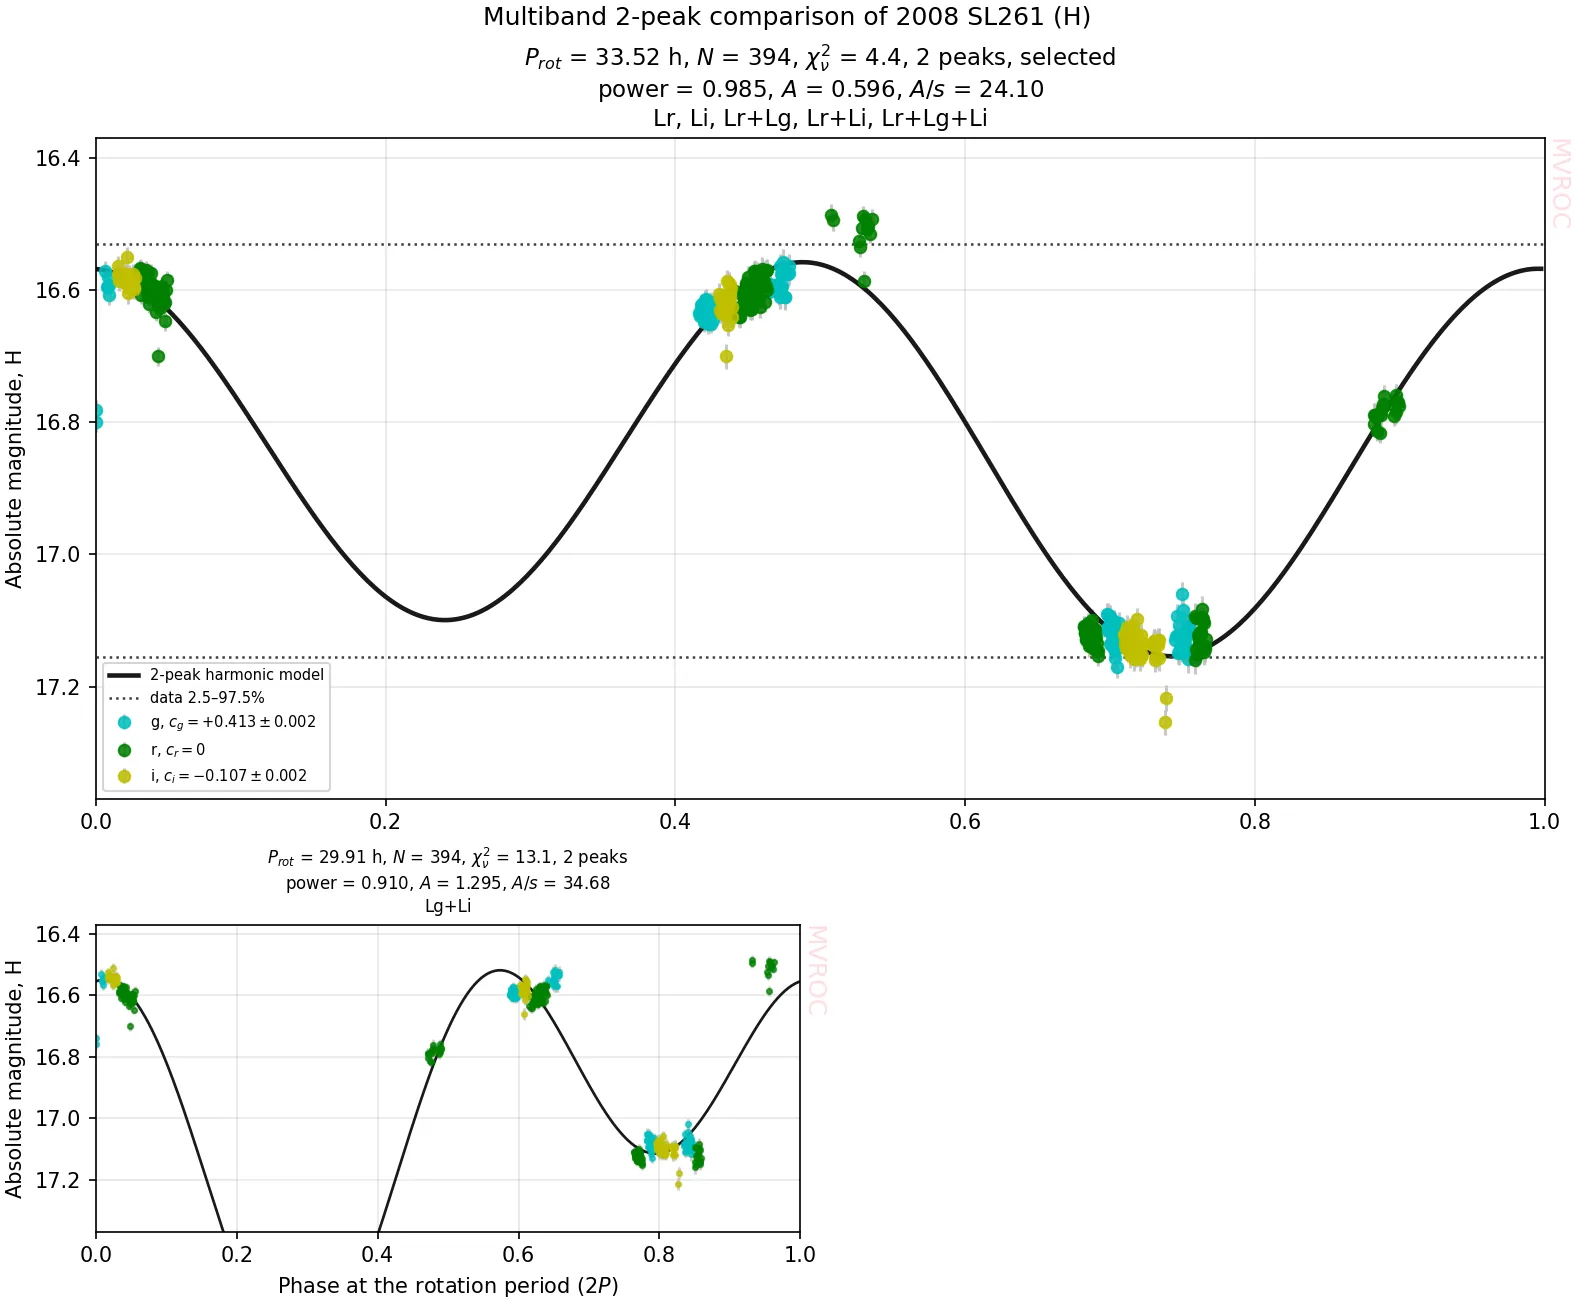 Multiband 2-peak comparison of 2008 SL261 (H)
P_rot = 33.52 h, N = 394, χ²_ν = 4.4, 2 peaks, selected
power = 0.985, A = 0.596, A/s = 24.10
Lr, Li, Lr+Lg, Lr+Li, Lr+Lg+Li
MVROC
Absolute magnitude, H
16.4
16.6
16.8
17.0
17.2
2-peak harmonic model
data 2.5–97.5%
g, c_g = +0.413 ± 0.002
r, c_r = 0
i, c_i = −0.107 ± 0.002
0.0 0.2 0.4 0.6 0.8 1.0
P_rot = 29.91 h, N = 394, χ²_ν = 13.1, 2 peaks
power = 0.910, A = 1.295, A/s = 34.68
Lg+Li
MVROC
Absolute magnitude, H
16.4
16.6
16.8
17.0
17.2
0.0 0.2 0.4 0.6 0.8 1.0
Phase at the rotation period (2P)